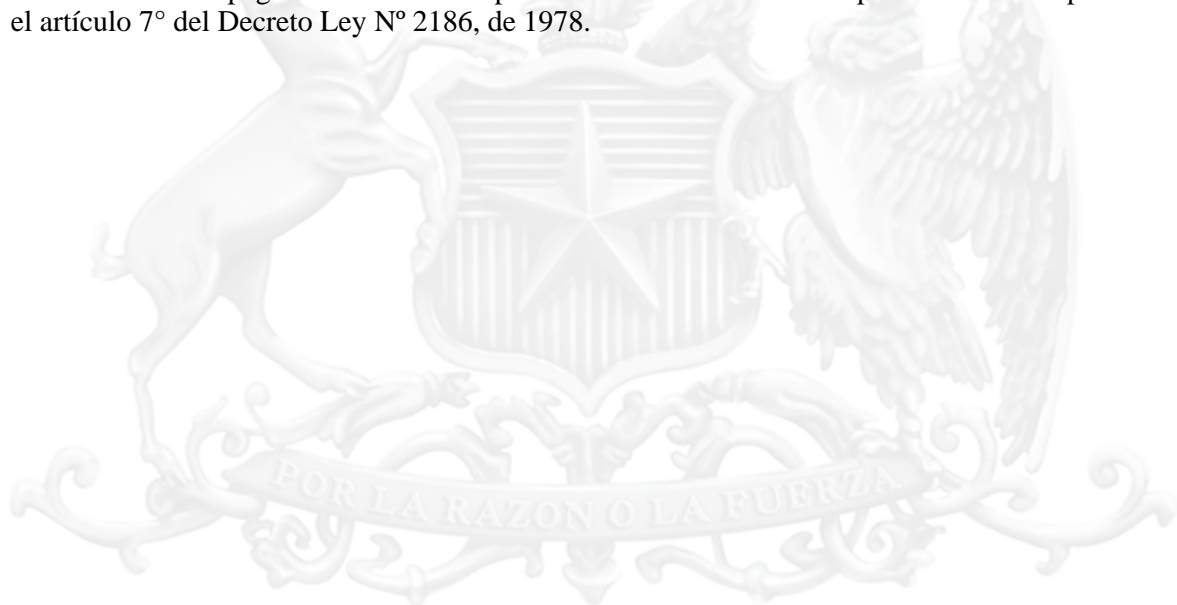 el artículo 7° del Decreto Ley Nº 2186, de 1978.
POR LA RAZON O LA FUERZA